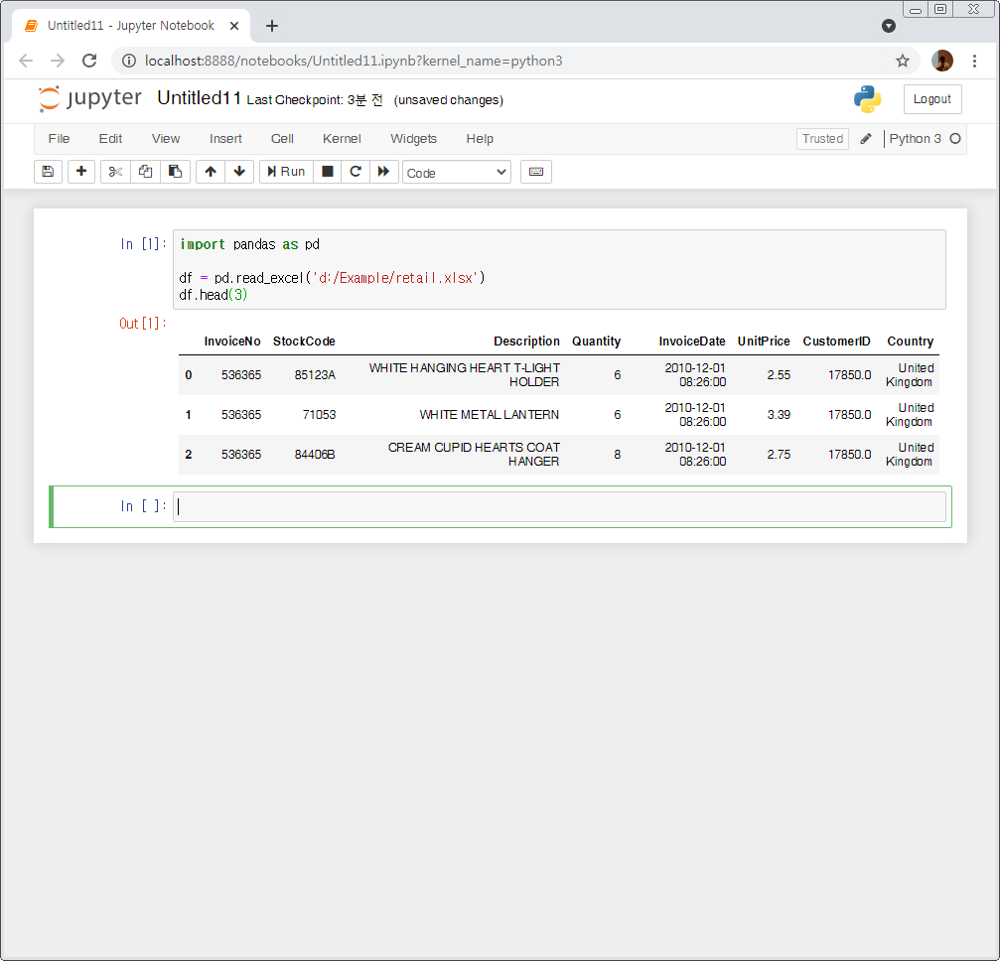 Untitled11 - Jupyter Notebook
localhost:8888/notebooks/Untitled11.ipynb?kernel_name=python3
jupyter Untitled11 Last Checkpoint: 3분 전 (unsaved changes) Logout
File Edit View Insert Cell Kernel Widgets Help Trusted Python 3
Run Code
In [1]: import pandas as pd
df = pd.read_excel('d:/Example/retail.xlsx')
df.head(3)
Out[1]:
InvoiceNo StockCode Description Quantity InvoiceDate UnitPrice CustomerID Country
0 536365 85123A WHITE HANGING HEART T-LIGHT HOLDER 6 2010-12-01 08:26:00 2.55 17850.0 United Kingdom
1 536365 71053 WHITE METAL LANTERN 6 2010-12-01 08:26:00 3.39 17850.0 United Kingdom
2 536365 84406B CREAM CUPID HEARTS COAT HANGER 8 2010-12-01 08:26:00 2.75 17850.0 United Kingdom
In [ ]: